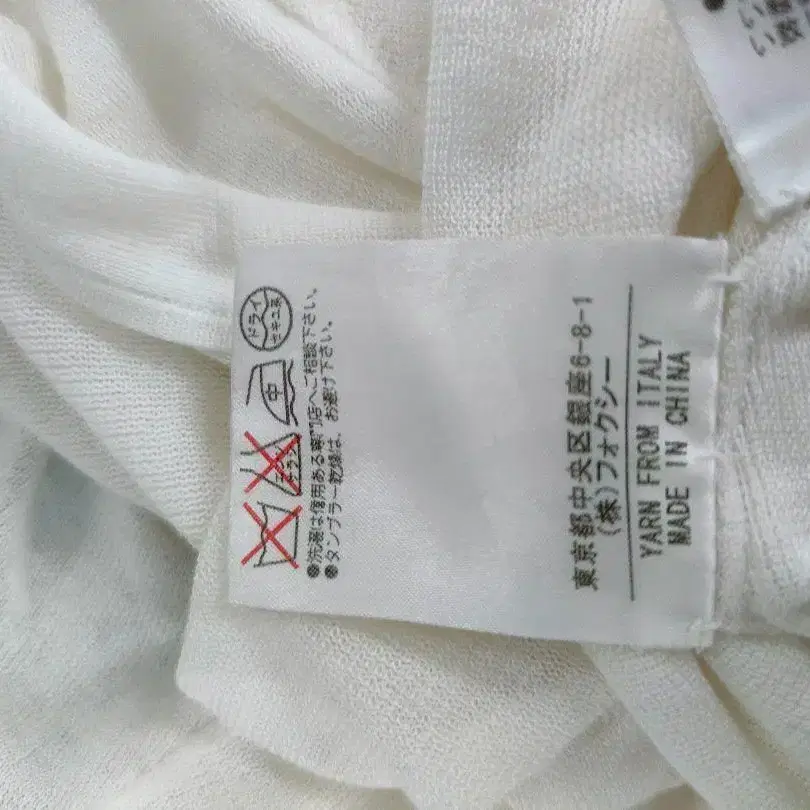 中
ドライ
セキユ系
●洗濯は信用ある専門店へご相談下さい。
●タンブラー乾燥は、お避け下さい。
東京都中央区銀座6-8-1
(株)フォクシー
YARN FROM ITALY
MADE IN CHINA